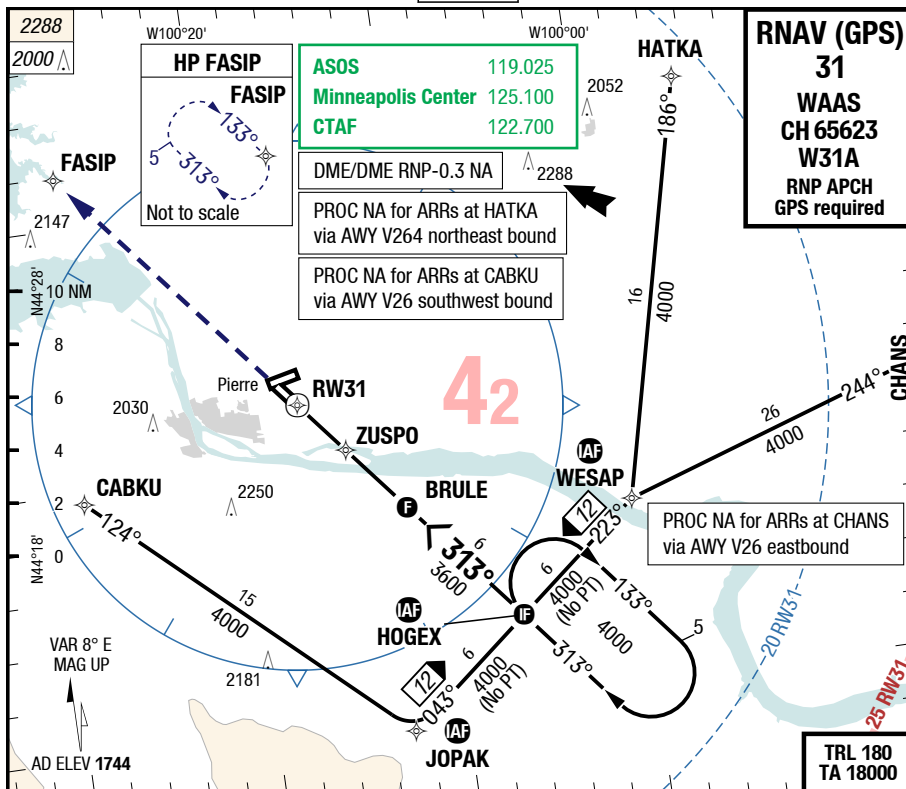 2288
2000
W100°20'
W100°00'
HP FASIP
FASIP
133°
5
313°
Not to scale
ASOS 119.025
Minneapolis Center 125.100
CTAF 122.700
DME/DME RNP-0.3 NA
PROC NA for ARRs at HATKA
via AWY V264 northeast bound
PROC NA for ARRs at CABKU
via AWY V26 southwest bound
HATKA
186°
2052
2288
RNAV (GPS)
31
WAAS
CH 65623
W31A
RNP APCH
GPS required
FASIP
2147
N44°28'
10 NM
8
6
4
2
0
N44°18'
16
4000
CHANS
244°
26
4000
Pierre
RW31
42
2030
ZUSPO
CABKU
124°
2250
BRULE
F
IAF
WESAP
12
223°
PROC NA for ARRs at CHANS
via AWY V26 eastbound
6
313°
3600
6
4000
(No PT)
133°
4000
5
313°
IF
IAF
HOGEX
15
4000
2181
12
043°
6
4000
(No PT)
IAF
JOPAK
20 RW31
25 RW31
VAR 8° E
MAG UP
AD ELEV 1744
TRL 180
TA 18000